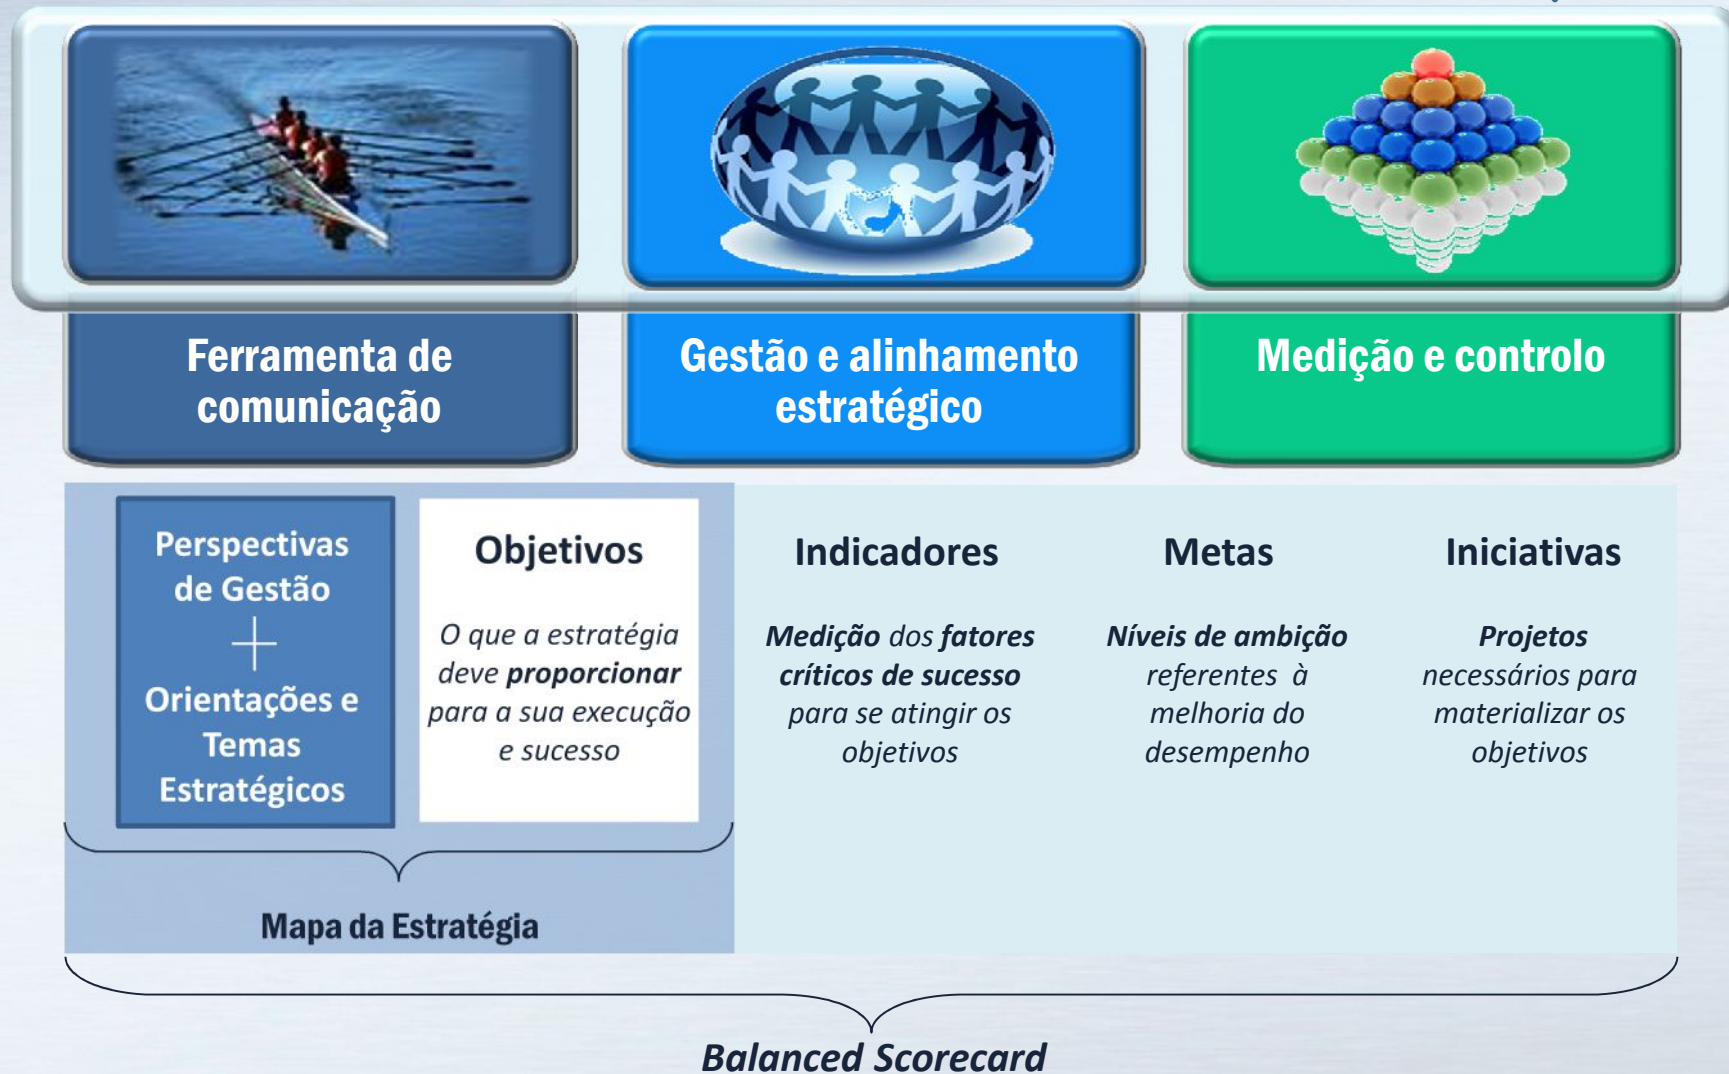 Ferramenta de
comunicação
Gestão e alinhamento
estratégico
Medição e controlo
Perspectivas
de Gestão
+
Orientações e
Temas
Estratégicos
Objetivos
O que a estratégia
deve proporcionar
para a sua execução
e sucesso
Indicadores
Medição dos fatores
críticos de sucesso
para se atingir os
objetivos
Metas
Níveis de ambição
referentes à
melhoria do
desempenho
Iniciativas
Projetos
necessários para
materializar os
objetivos
Mapa da Estratégia
Balanced Scorecard